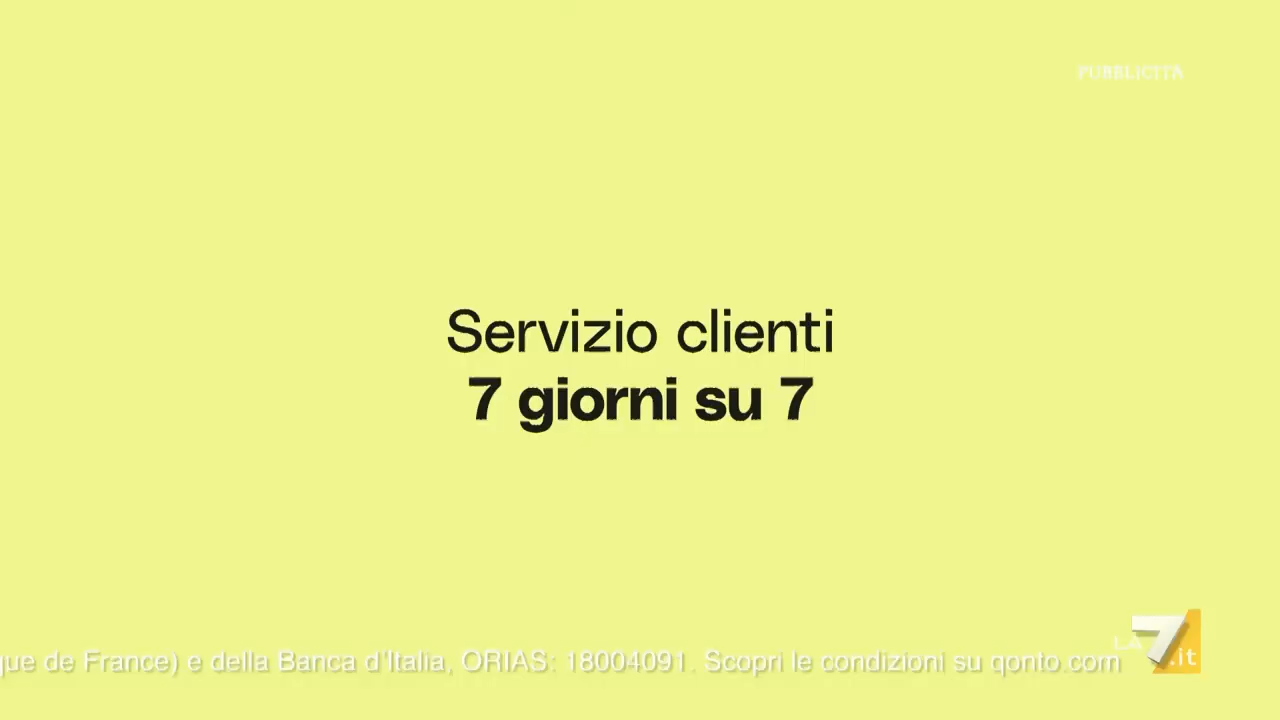 PUBBLICITÀ
Servizio clienti
7 giorni su 7
que de France) e della Banca d'Italia, ORIAS: 18004091. Scopri le condizioni su qonto.com
LA7.it